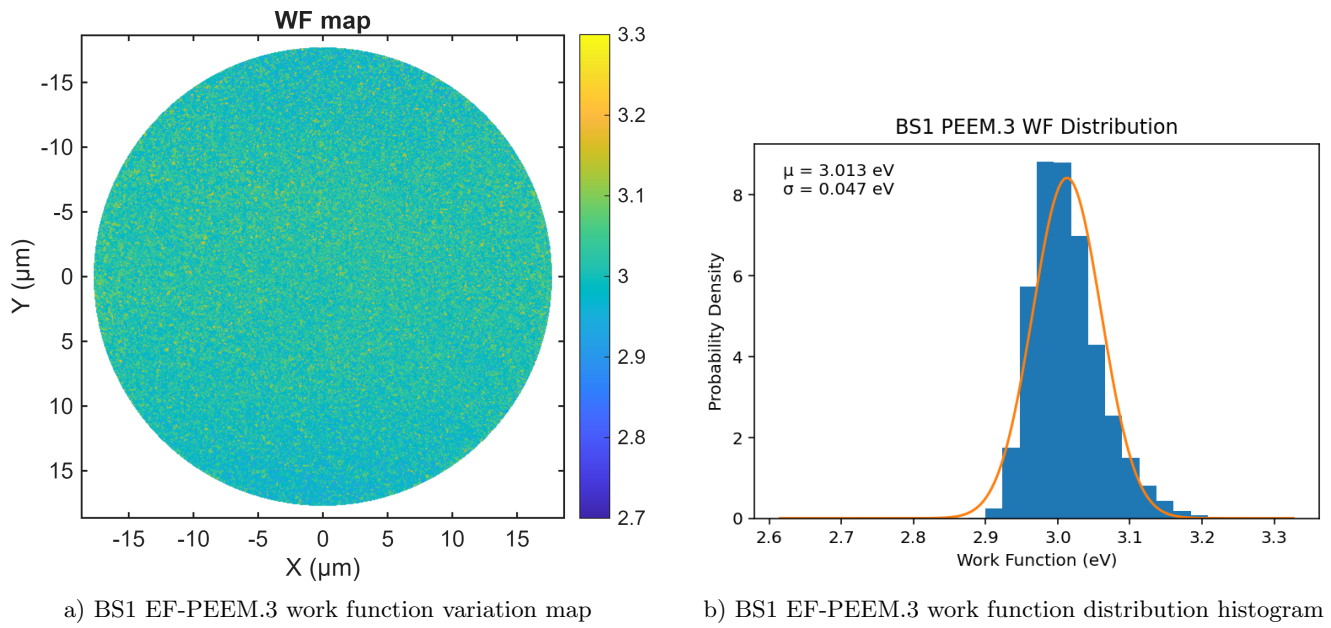 WF map
-15
-10
-5
0
5
10
15
Y (µm)
-15 -10 -5 0 5 10 15
X (µm)
3.3
3.2
3.1
3
2.9
2.8
2.7
a) BS1 EF-PEEM.3 work function variation map
BS1 PEEM.3 WF Distribution
µ = 3.013 eV
σ = 0.047 eV
8
6
4
2
0
Probability Density
2.6 2.7 2.8 2.9 3.0 3.1 3.2 3.3
Work Function (eV)
b) BS1 EF-PEEM.3 work function distribution histogram